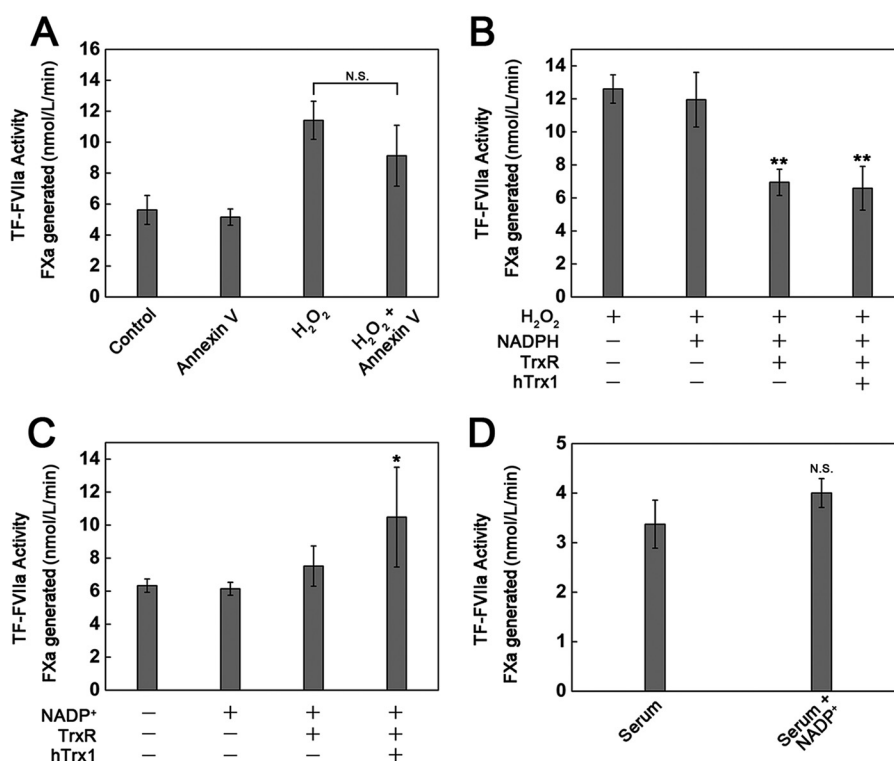 A
TF-FVIIa Activity
FXa generated (nmol/L/min)
16
14
12
10
8
6
4
2
0
N.S.
Control
Annexin V
H₂O₂
H₂O₂ +
Annexin V
B
TF-FVIIa Activity
FXa generated (nmol/L/min)
14
12
10
8
6
4
2
0
** **
H₂O₂ + + + +
NADPH – + + +
TrxR – – + +
hTrx1 – – – +
C
TF-FVIIa Activity
FXa generated (nmol/L/min)
14
12
10
8
6
4
2
0
*
NADP⁺ – + + +
TrxR – – + +
hTrx1 – – – +
D
TF-FVIIa Activity
FXa generated (nmol/L/min)
5
4
3
2
1
0
N.S.
Serum
Serum +
NADP⁺